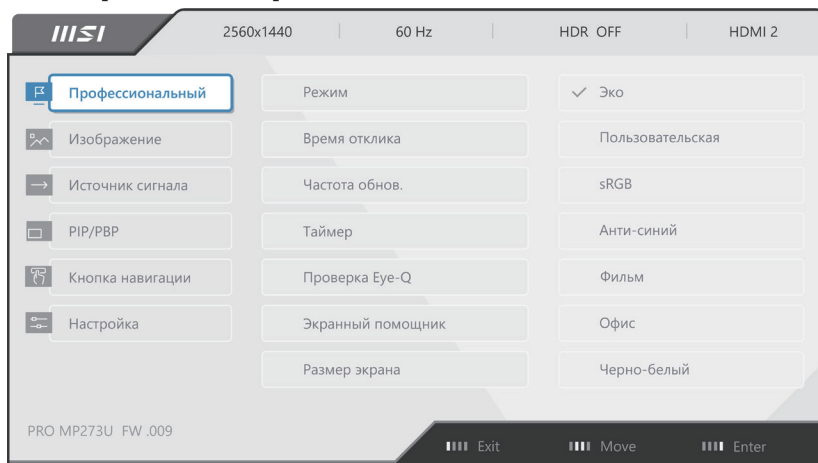 msi 2560x1440 60 Hz HDR OFF HDMI 2
Профессиональный Режим Эко
Изображение Время отклика Пользовательская
Источник сигнала Частота обнов. sRGB
PIP/PBP Таймер Анти-синий
Кнопка навигации Проверка Eye-Q Фильм
Настройка Экранный помощник Офис
Размер экрана Черно-белый
PRO MP273U FW .009
Exit Move Enter